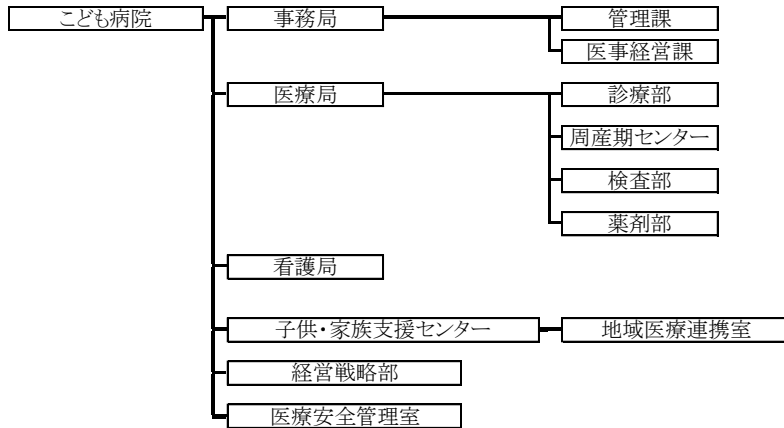 こども病院
事務局
管理課
医事経営課
医療局
診療部
周産期センター
検査部
薬剤部
看護局
子供・家族支援センター
地域医療連携室
経営戦略部
医療安全管理室